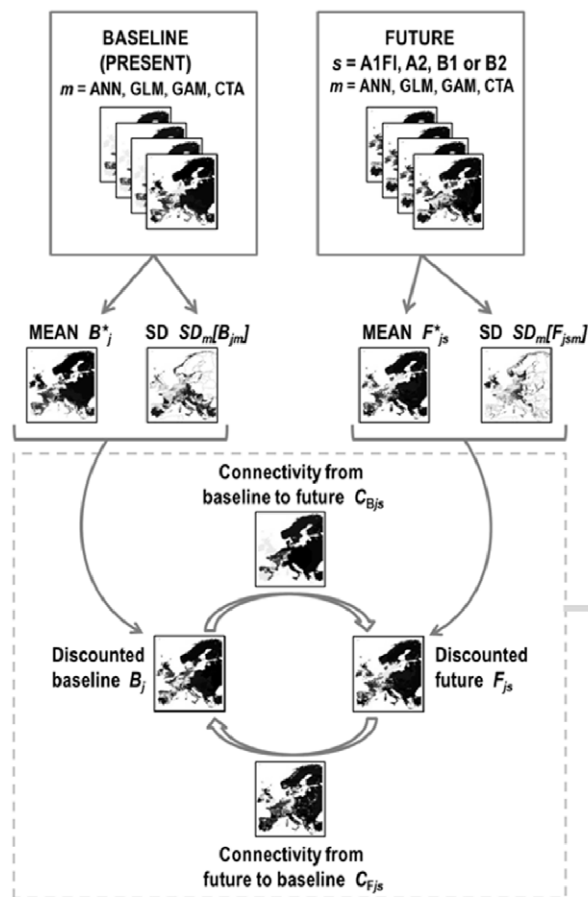 BASELINE
(PRESENT)
m = ANN, GLM, GAM, CTA
FUTURE
s = A1FI, A2, B1 or B2
m = ANN, GLM, GAM, CTA
MEAN B*j
SD SDm[Bjm]
MEAN F*js
SD SDm[Fjsm]
Connectivity from
baseline to future CBjs
Discounted
baseline Bj
Discounted
future Fjs
Connectivity from
future to baseline CFjs